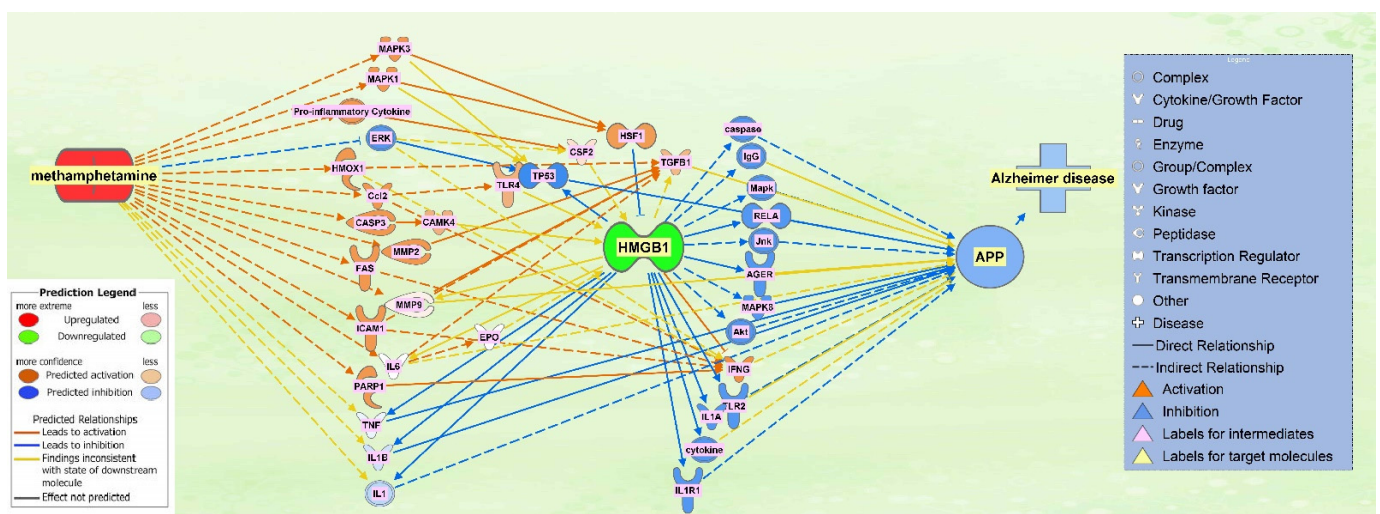 methamphetamine
MAPK3
MAPK1
Pro-inflammatory Cytokine
ERK
HMOX1
Ccl2
CASP3
CAMK4
MMP2
FAS
MMP9
ICAM1
EPO
IL6
PARP1
TNF
IL1B
IL1
CSF2
HSF1
TLR4
TP53
TGFB1
HMGB1
caspase
IgG
Mapk
RELA
Jnk
AGER
MAPK8
Akt
IFNG
TLR2
IL1A
cytokine
IL1R1
Alzheimer disease
APP
Prediction Legend
more extreme less
Upregulated
Downregulated
more confidence less
Predicted activation
Predicted inhibition
Predicted Relationships
Leads to activation
Leads to inhibition
Findings inconsistent
with state of downstream
molecule
Effect not predicted
Legend
Complex
Cytokine/Growth Factor
Drug
Enzyme
Group/Complex
Growth factor
Kinase
Peptidase
Transcription Regulator
Transmembrane Receptor
Other
Disease
Direct Relationship
Indirect Relationship
Activation
Inhibition
Labels for intermediates
Labels for target molecules